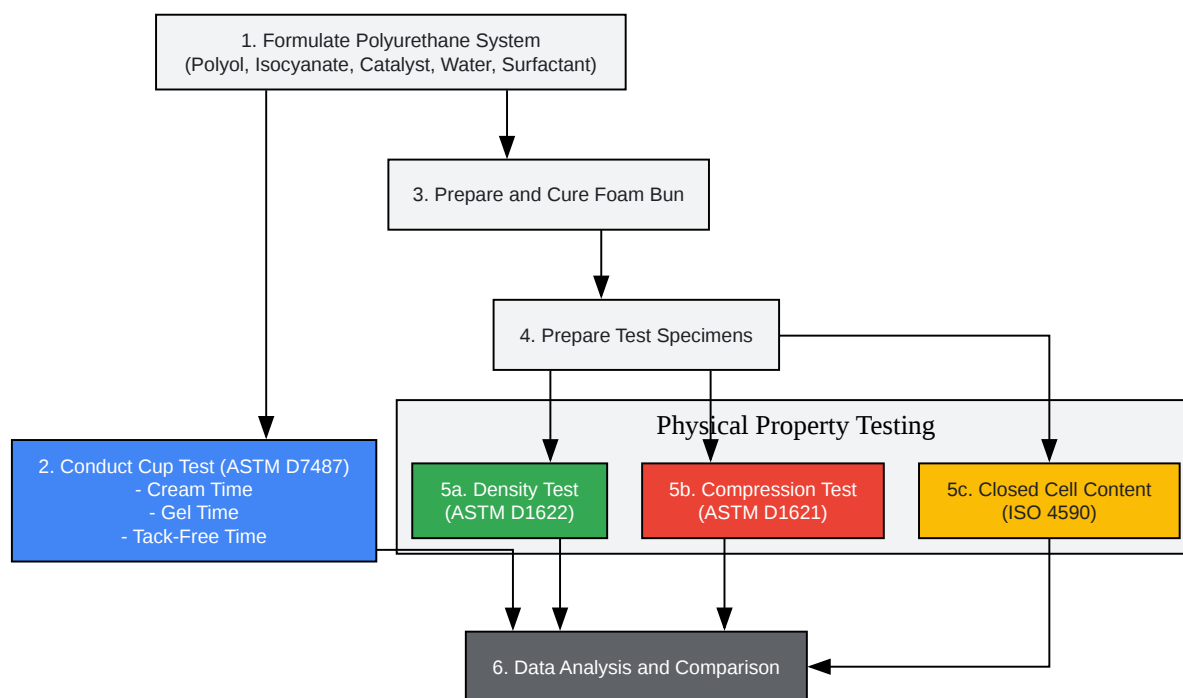 1. Formulate Polyurethane System
(Polyol, Isocyanate, Catalyst, Water, Surfactant)
3. Prepare and Cure Foam Bun
4. Prepare Test Specimens
Physical Property Testing
2. Conduct Cup Test (ASTM D7487)
- Cream Time
- Gel Time
- Tack-Free Time
5a. Density Test
(ASTM D1622)
5b. Compression Test
(ASTM D1621)
5c. Closed Cell Content
(ISO 4590)
6. Data Analysis and Comparison